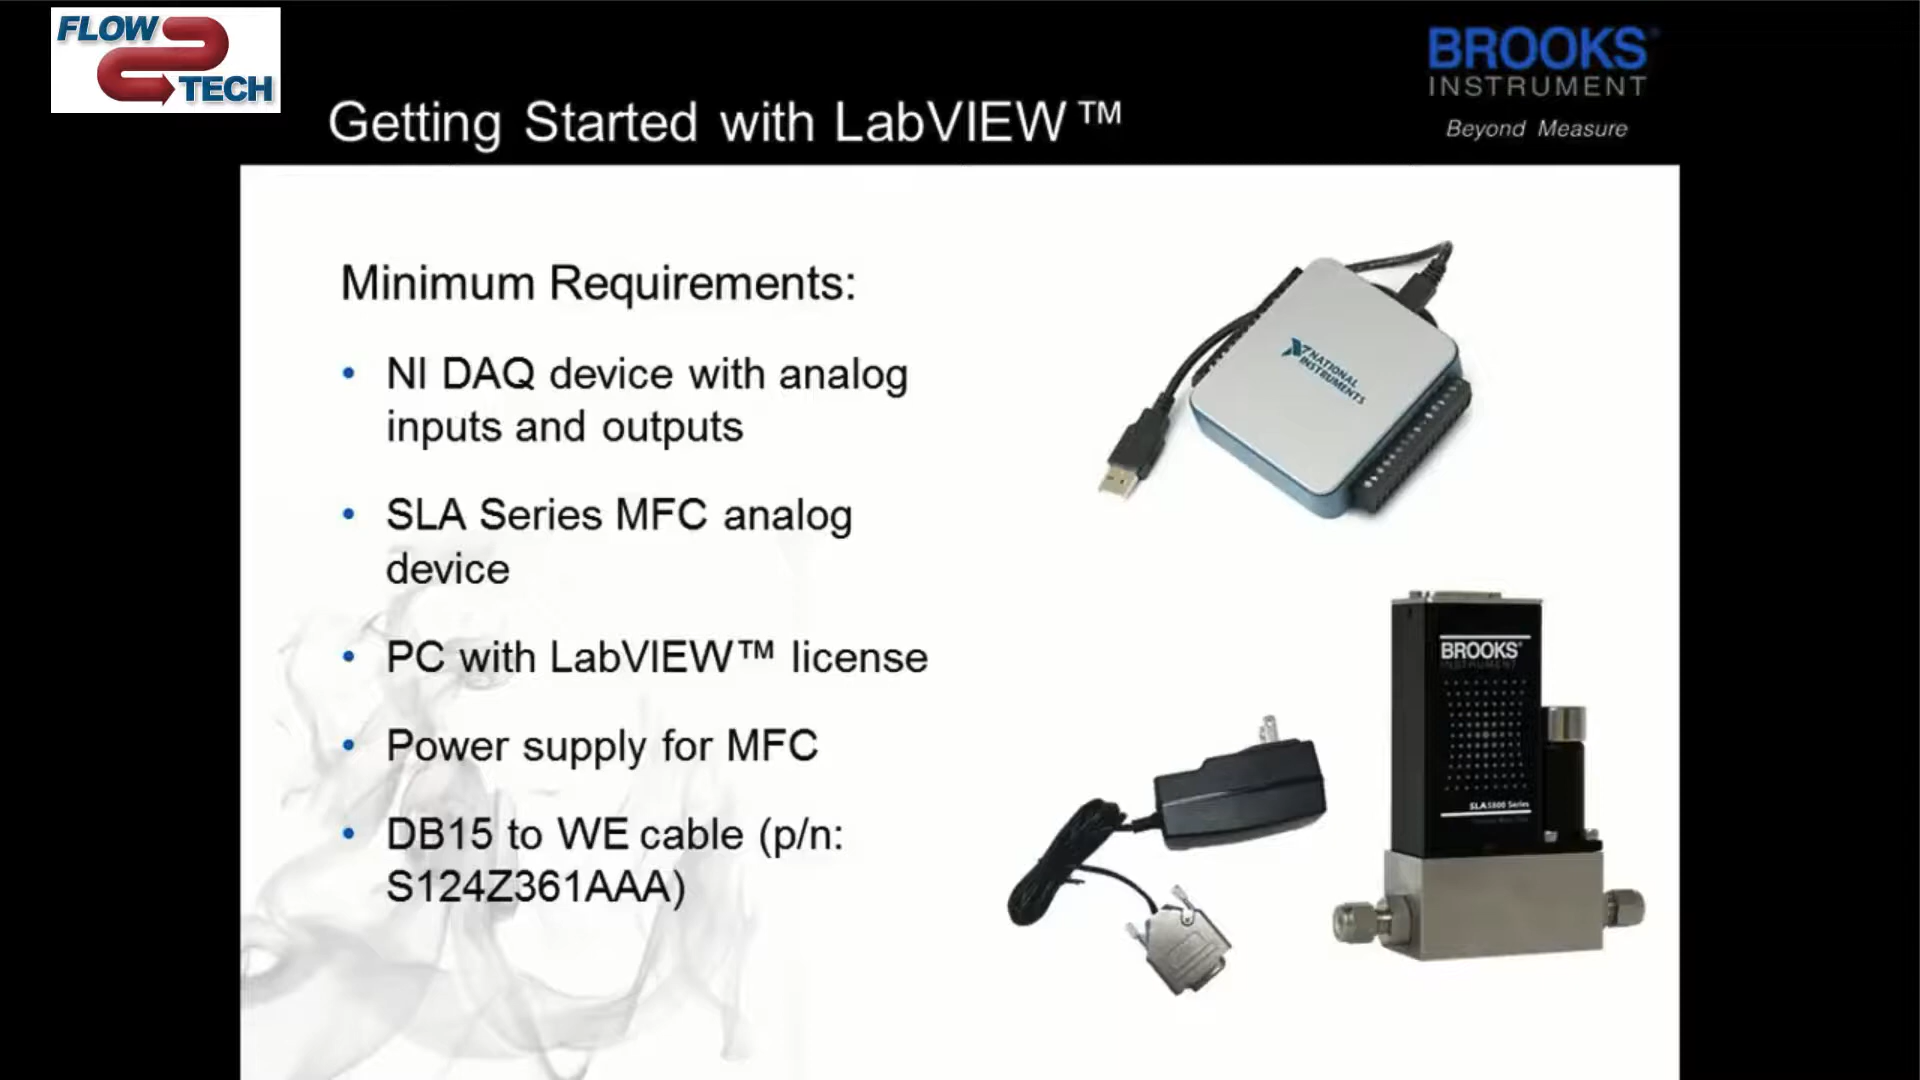 FLOW
TECH
BROOKS
INSTRUMENT
Beyond Measure
Getting Started with LabVIEW™
Minimum Requirements:
• NI DAQ device with analog
inputs and outputs
• SLA Series MFC analog
device
• PC with LabVIEW™ license
• Power supply for MFC
• DB15 to WE cable (p/n:
S124Z361AAA)
NATIONAL
INSTRUMENTS
BROOKS
INSTRUMENT
SLA5800 Series